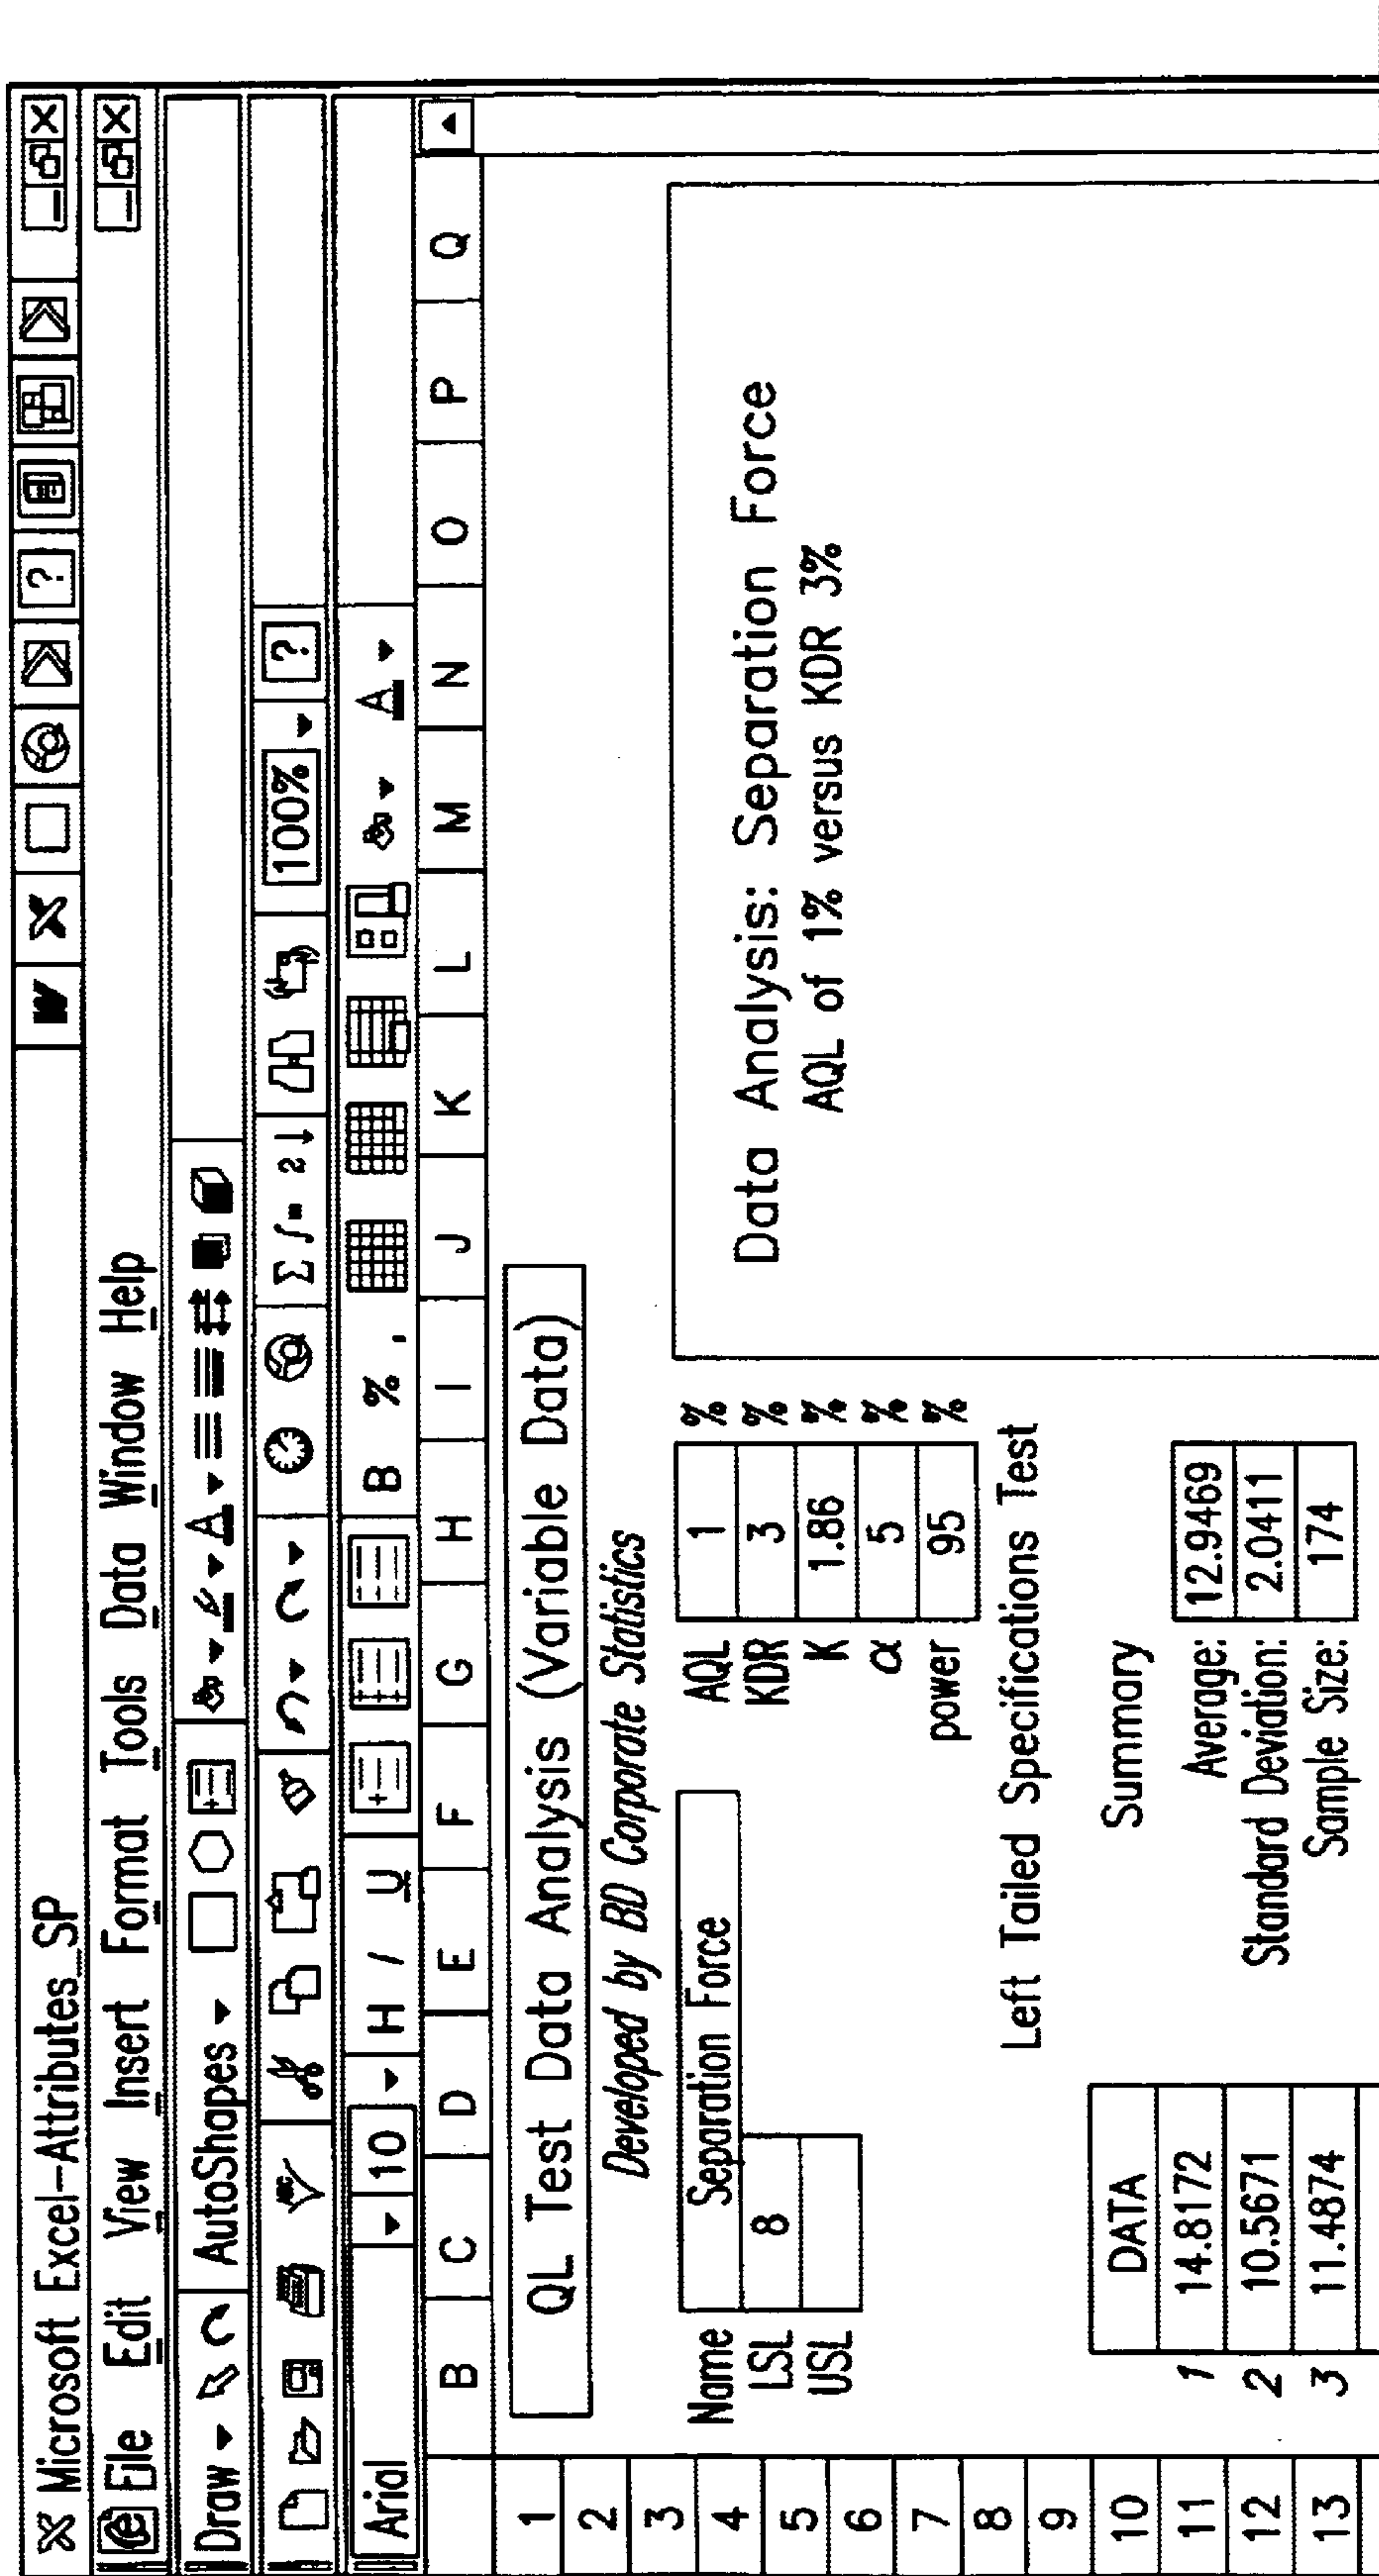 Microsoft Excel-Attributes_SP
File Edit View Insert Format Tools Data Window Help
Draw AutoShapes A
ABC Σ ƒ= 2↓ 100% ?
Arial 10 H / U B % , A
B C D E F G H I J K L M N O P Q
1 QL Test Data Analysis (Variable Data)
2 Developed by BD Corporate Statistics
3
4 Name Separation Force AQL 1 %
5 LSL 8 KDR 3 %
6 USL K 1.86 %
7 α 5 %
8 power 95 %
9 Left Tailed Specifications Test
Data Analysis: Separation Force
AQL of 1% versus KDR 3%
10 DATA Summary
11 1 14.8172 Average: 12.9469
12 2 10.5671 Standard Deviation: 2.0411
13 3 11.4874 Sample Size: 174